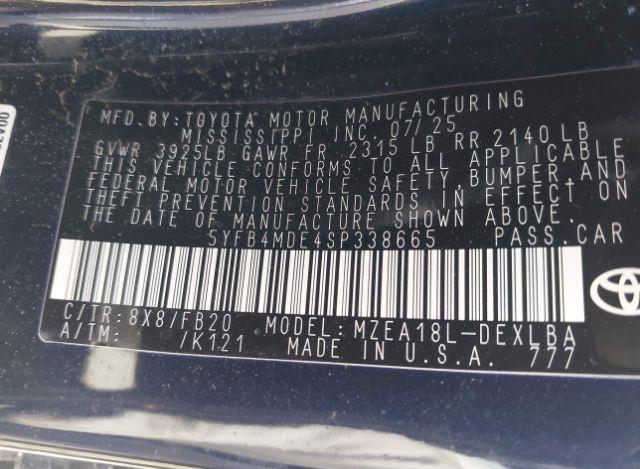 MFD.BY:TOYOTA MOTOR MANUFACTURING
MISSISSIPPI INC. 07/25
GVWR 3925LB GAWR FR 2315 LB RR 2140 LB
THIS VEHICLE CONFORMS TO ALL APPLICABLE
FEDERAL MOTOR VEHICLE SAFETY,BUMPER,AND
THEFT PREVENTION STANDARDS IN EFFECT ON
THE DATE OF MANUFACTURE SHOWN ABOVE.
5YFB4MDE4SP338665 PASS.CAR
C/TR:8X8/FB20 MODEL:MZEA18L-DEXLBA
A/TM: /K121 MADE IN U.S.A. 777